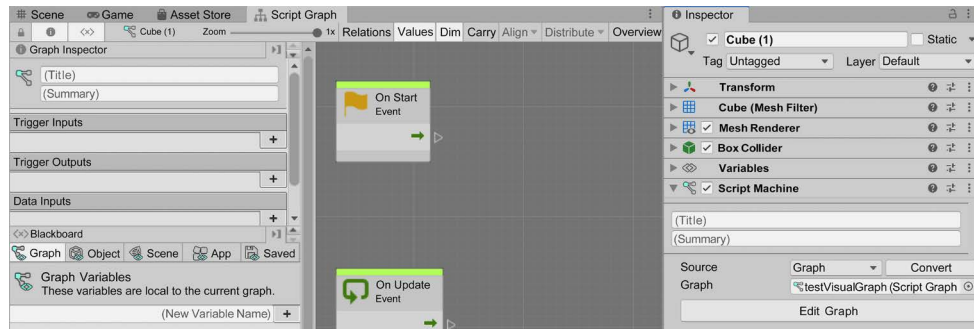 Scene Game Asset Store Script Graph
Cube (1) Zoom 1x Relations Values Dim Carry Align Distribute Overview
Graph Inspector
(Title)
(Summary)
Trigger Inputs
+
Trigger Outputs
+
Data Inputs
+
Blackboard
Graph Object Scene App Saved
Graph Variables
These variables are local to the current graph.
(New Variable Name) +
On Start
Event
On Update
Event
Inspector
Cube (1) Static
Tag Untagged Layer Default
Transform
Cube (Mesh Filter)
Mesh Renderer
Box Collider
Variables
Script Machine
(Title)
(Summary)
Source Graph Convert
Graph testVisualGraph (Script Graph
Edit Graph